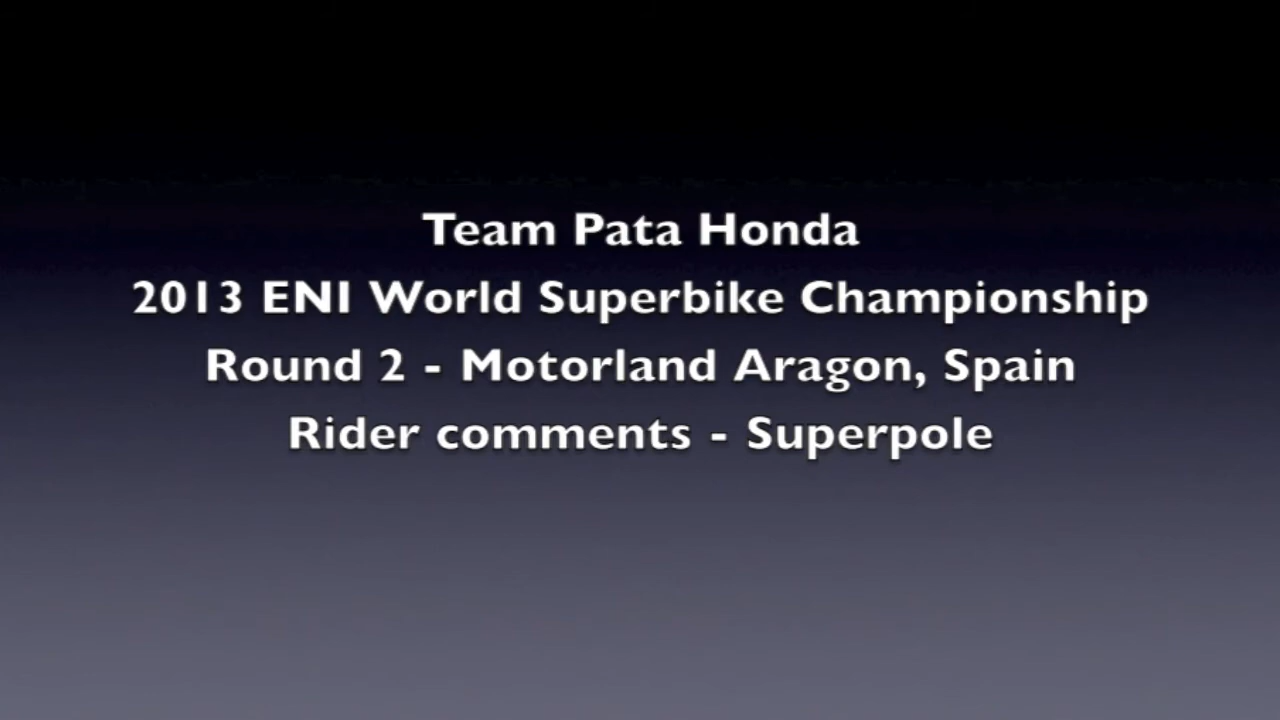 Team Pata Honda
2013 ENI World Superbike Championship
Round 2 - Motorland Aragon, Spain
Rider comments - Superpole